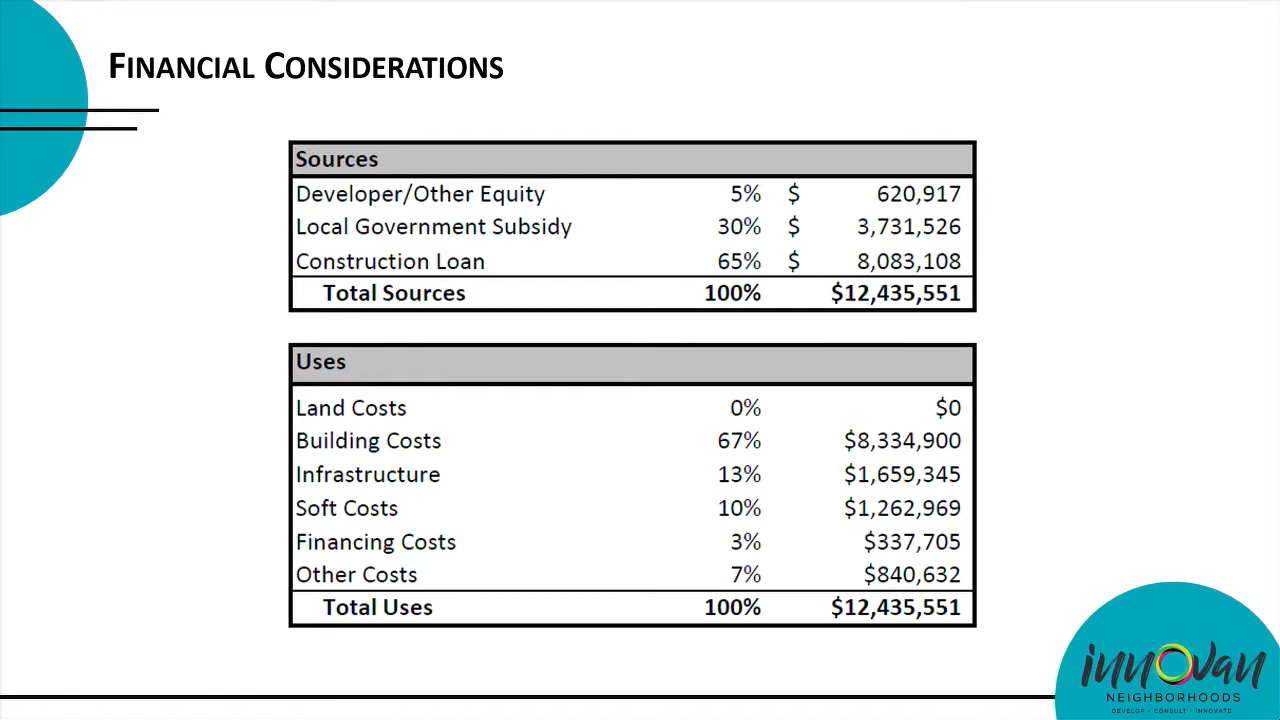 FINANCIAL CONSIDERATIONS
Sources
Developer/Other Equity 5% $ 620,917
Local Government Subsidy 30% $ 3,731,526
Construction Loan 65% $ 8,083,108
Total Sources 100% $12,435,551
Uses
Land Costs 0% $0
Building Costs 67% $8,334,900
Infrastructure 13% $1,659,345
Soft Costs 10% $1,262,969
Financing Costs 3% $337,705
Other Costs 7% $840,632
Total Uses 100% $12,435,551
innovan
NEIGHBORHOODS
DEVELOP • CONSULT • INNOVATE